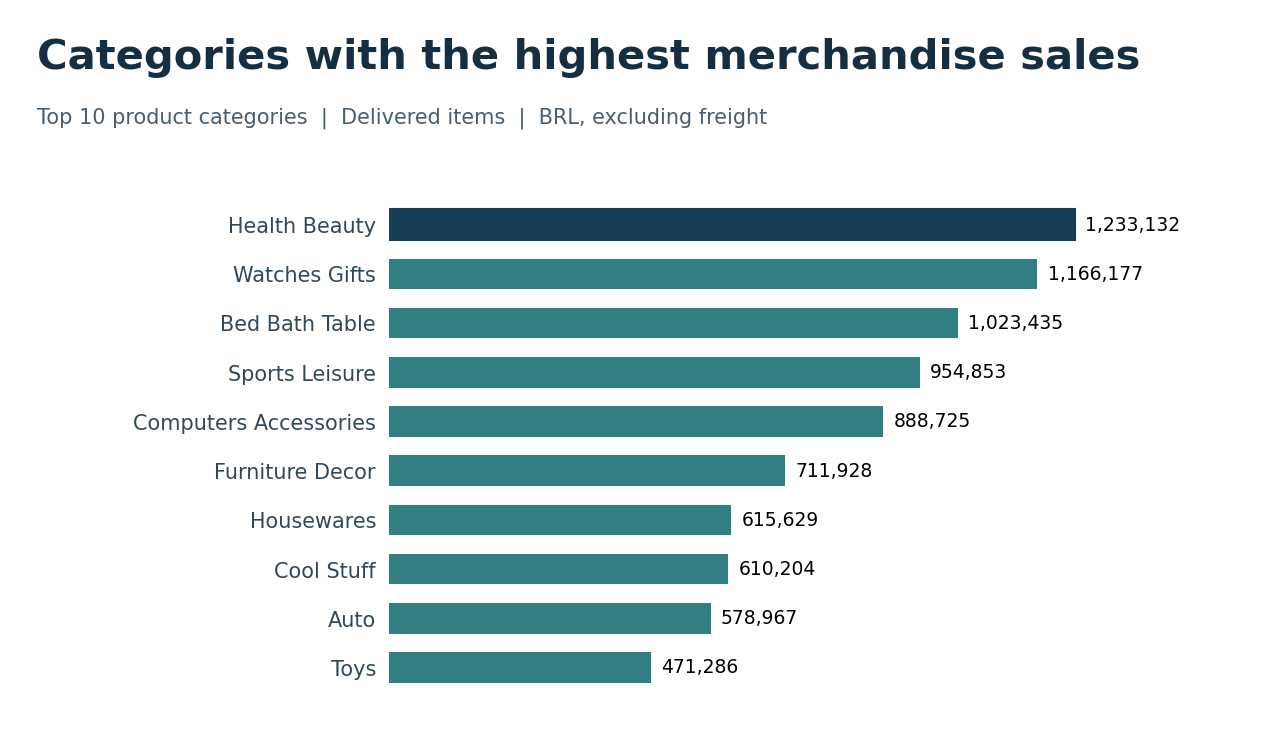 Categories with the highest merchandise sales
Top 10 product categories | Delivered items | BRL, excluding freight
Health Beauty 1,233,132
Watches Gifts 1,166,177
Bed Bath Table 1,023,435
Sports Leisure 954,853
Computers Accessories 888,725
Furniture Decor 711,928
Housewares 615,629
Cool Stuff 610,204
Auto 578,967
Toys 471,286